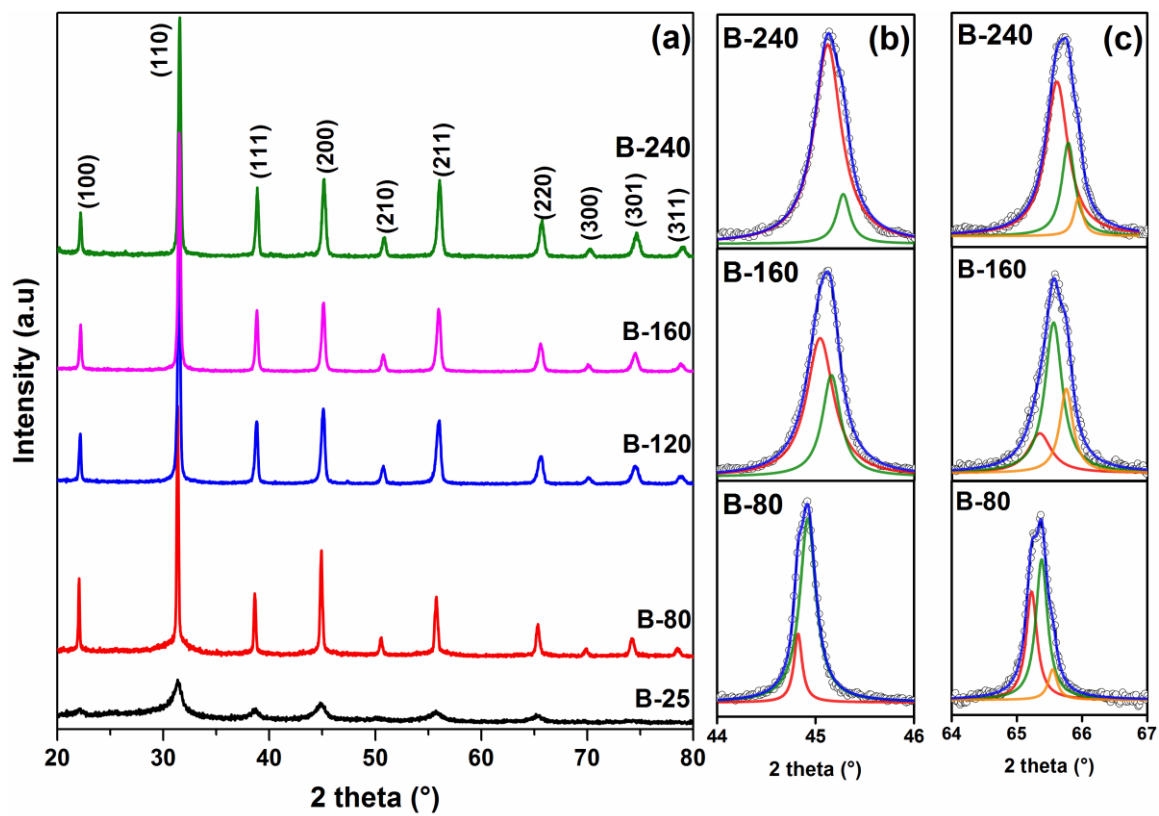 (a)
(100)
(110)
(111)
(200)
(210)
(211)
(220)
(300)
(301)
(311)
B-240
B-160
B-120
B-80
B-25
Intensity (a.u)
20 30 40 50 60 70 80
2 theta (°)
B-240 (b)
B-160
B-80
44 45 46
2 theta (°)
B-240 (c)
B-160
B-80
64 65 66 67
2 theta (°)